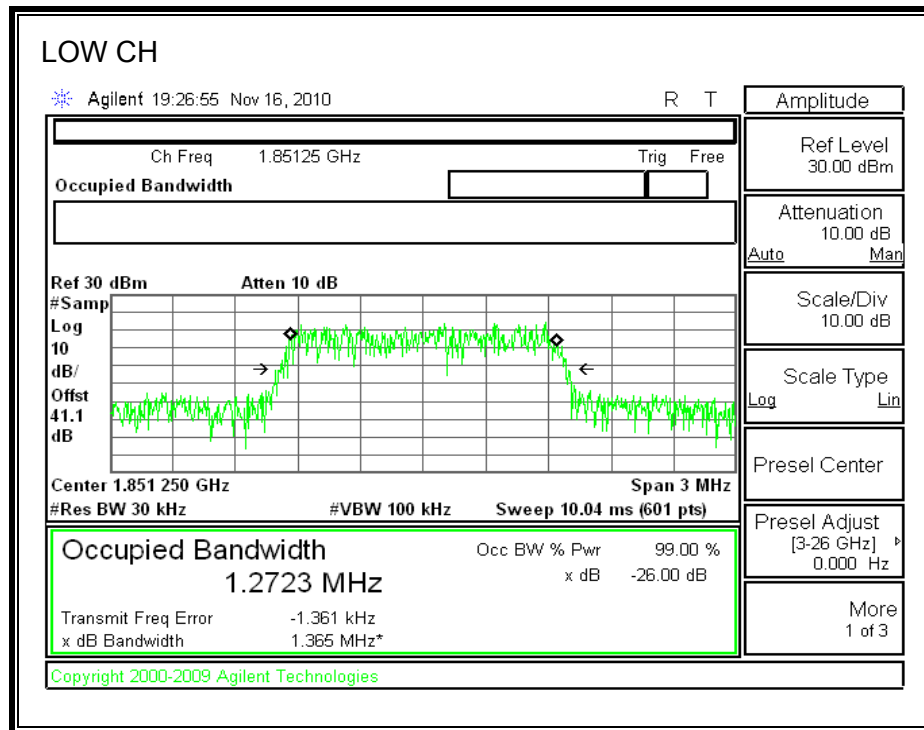 LOW CH
Agilent 19:26:55 Nov 16, 2010 R T
Ch Freq 1.85125 GHz Trig Free
Occupied Bandwidth
Ref 30 dBm Atten 10 dB
#Samp
Log
10
dB/
Offst
41.1
dB
Center 1.851 250 GHz Span 3 MHz
#Res BW 30 kHz #VBW 100 kHz Sweep 10.04 ms (601 pts)
Occupied Bandwidth Occ BW % Pwr 99.00 %
1.2723 MHz x dB -26.00 dB
Transmit Freq Error -1.361 kHz
x dB Bandwidth 1.365 MHz*
Copyright 2000-2009 Agilent Technologies
Amplitude
Ref Level
30.00 dBm
Attenuation
10.00 dB
Auto Man
Scale/Div
10.00 dB
Scale Type
Log Lin
Presel Center
Presel Adjust
[3-26 GHz]
0.000 Hz
More
1 of 3